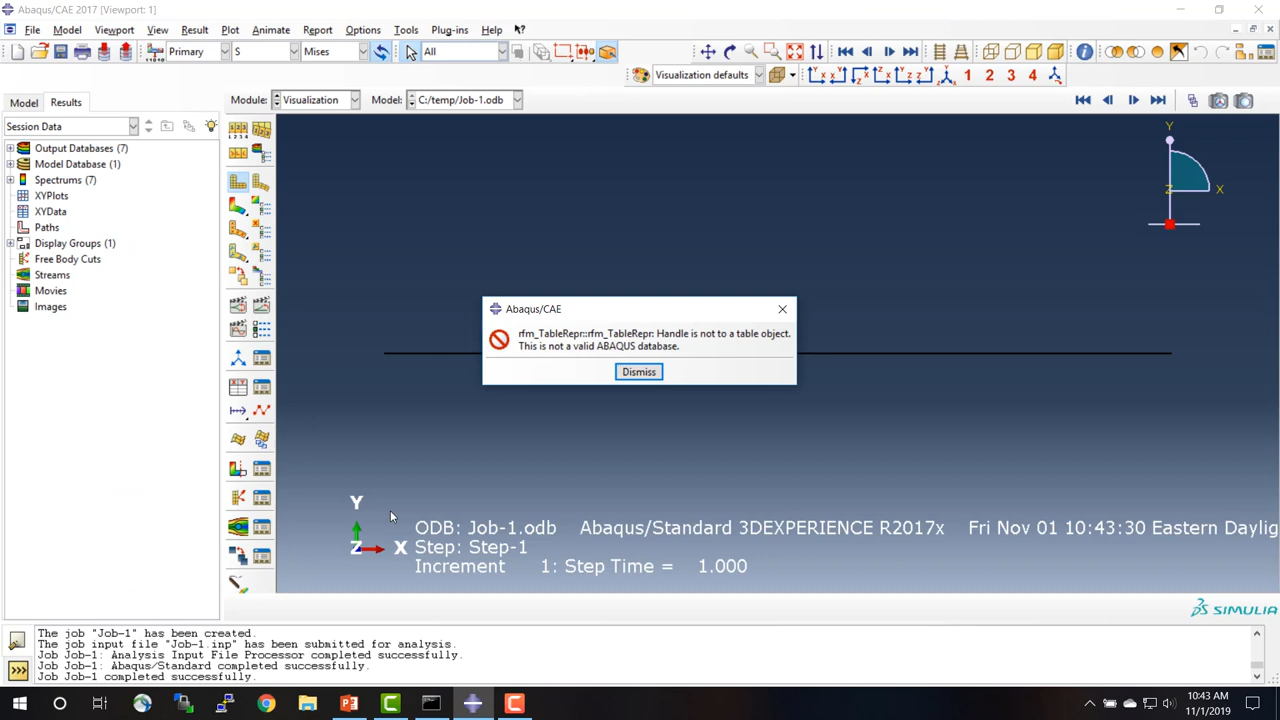 Abaqus/CAE 2017 [Viewport: 1]
File Model Viewport View Result Plot Animate Report Options Tools Plug-ins Help
Primary S Mises All
Visualization defaults 1 2 3 4
Model Results Module: Visualization Model: C:/temp/Job-1.odb
Session Data
Output Databases (7)
Model Database (1)
Spectrums (7)
XYPlots
XYData
Paths
Display Groups (1)
Free Body Cuts
Streams
Movies
Images
Y
Z X
Abaqus/CAE
rfm_TableRepr::rfm_TableRepr: Handle is not to a table object.
This is not a valid ABAQUS database.
Dismiss
Y
Z X
ODB: Job-1.odb Abaqus/Standard 3DEXPERIENCE R2017x Fri Nov 01 10:43:30 Eastern Daylig
Step: Step-1
Increment 1: Step Time = 1.000
SIMULIA
The job "Job-1" has been created.
The job input file "Job-1.inp" has been submitted for analysis.
Job Job-1: Analysis Input File Processor completed successfully.
Job Job-1: Abaqus/Standard completed successfully.
Job Job-1 completed successfully.
10:43 AM
11/1/2019